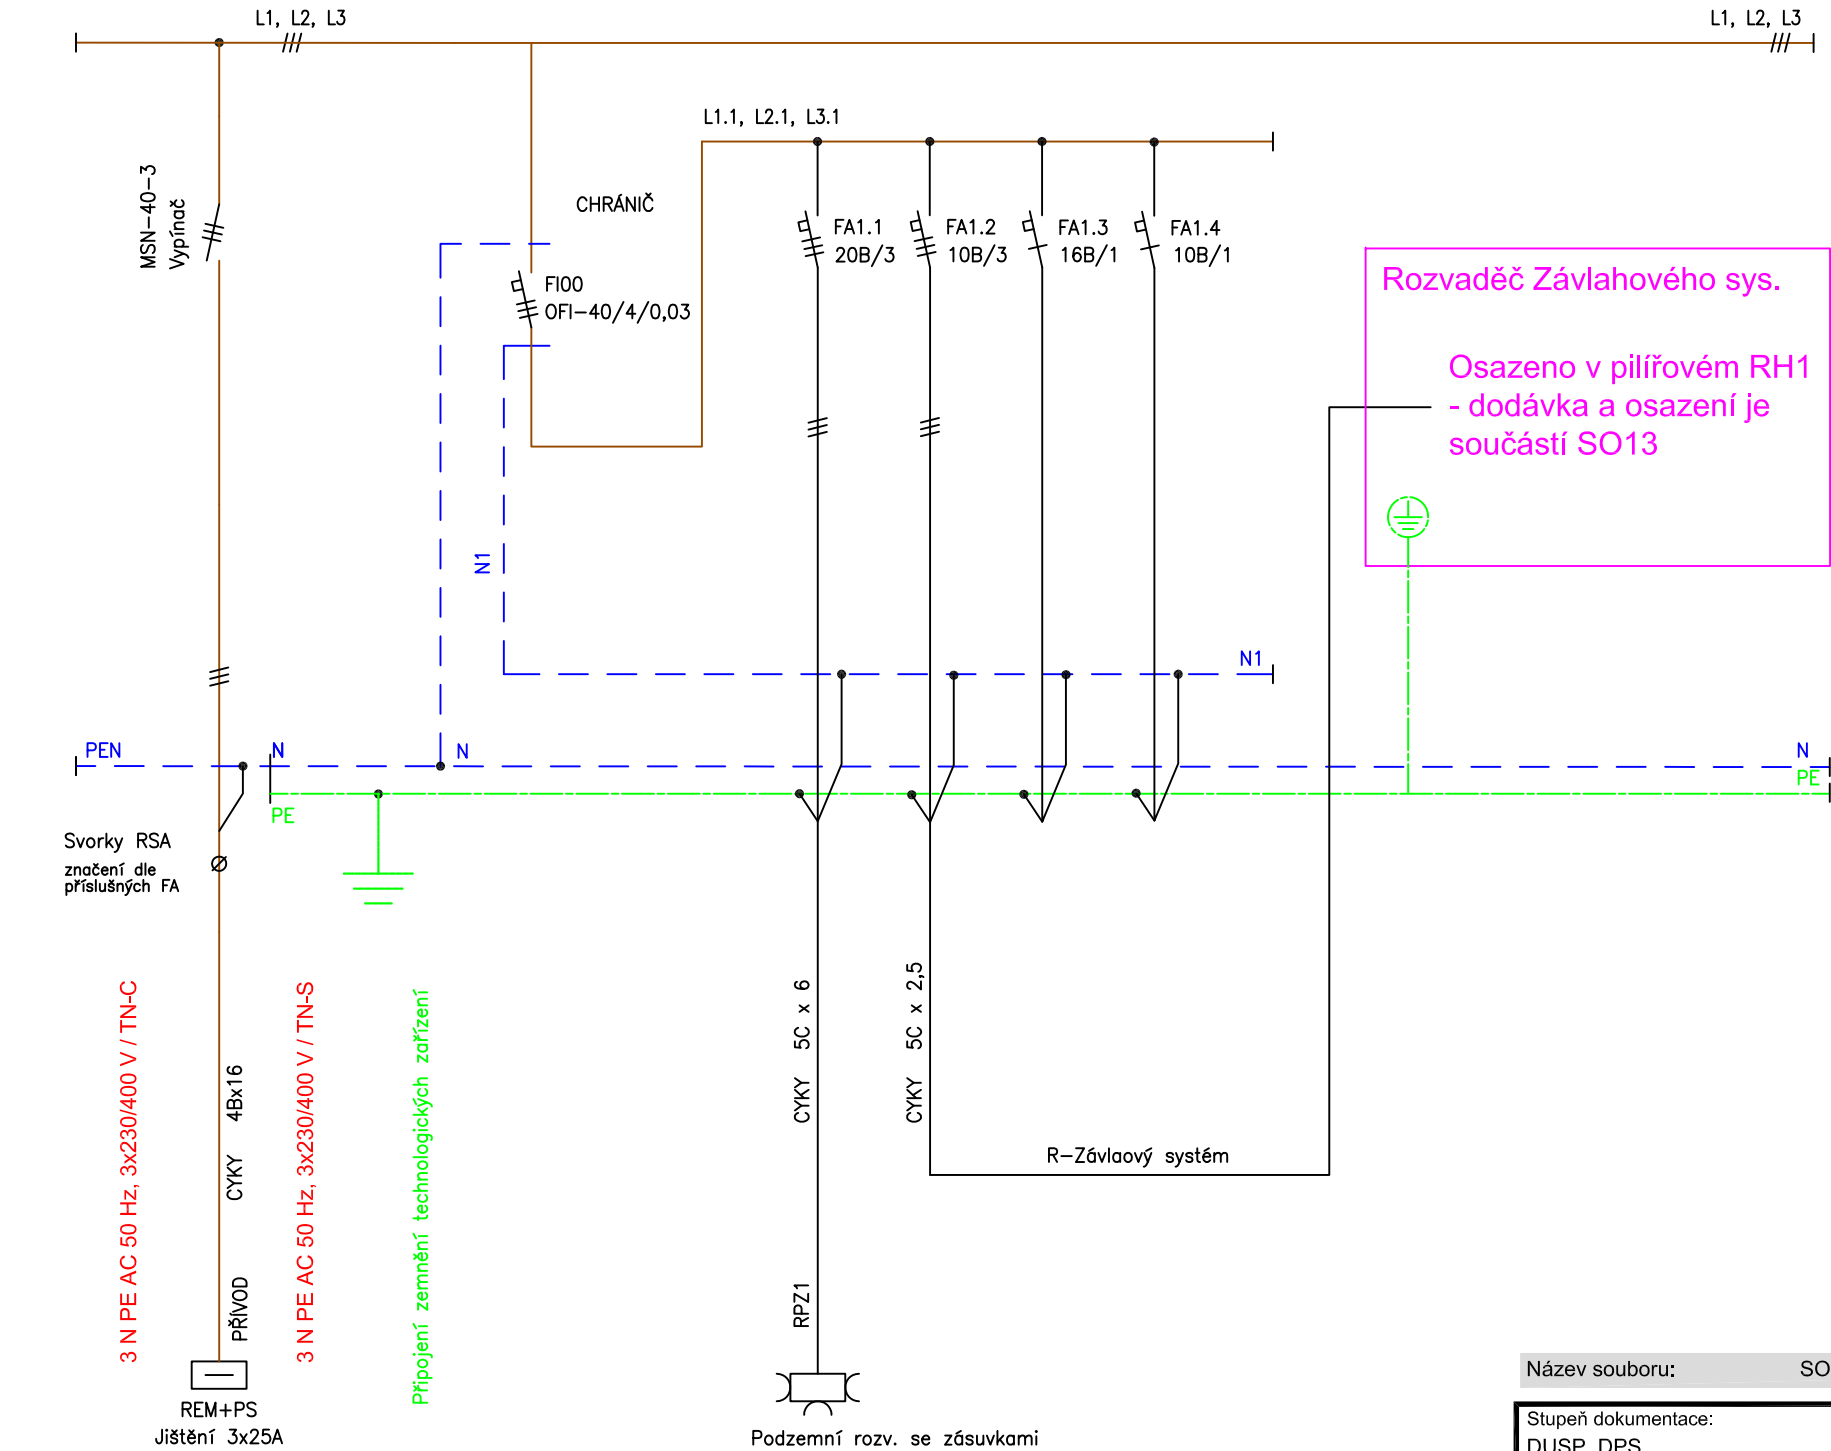 L1, L2, L3
L1, L2, L3
L1.1, L2.1, L3.1
MSN-40-3
Vypínač
CHRÁNIČ
FI00
OFI-40/4/0,03
FA1.1
20B/3
FA1.2
10B/3
FA1.3
16B/1
FA1.4
10B/1
Rozvaděč Závlahového sys.
Osazeno v pilířovém RH1
- dodávka a osazení je
součástí SO13
N1
N1
PEN
N
N
N
PE
PE
Svorky RSA
značení dle
příslušných FA
3 N PE AC 50 Hz, 3x230/400 V / TN-C
PŘÍVOD CYKY 4Bx16
3 N PE AC 50 Hz, 3x230/400 V / TN-S
Připojení zemnění technologických zařízení
RPZ1 CYKY 5C x 6
CYKY 5C x 2,5
R-Závlaový systém
REM+PS
Jištění 3x25A
Podzemní rozv. se zásuvkami
Název souboru: SO
Stupeň dokumentace:
DUSP, DPS